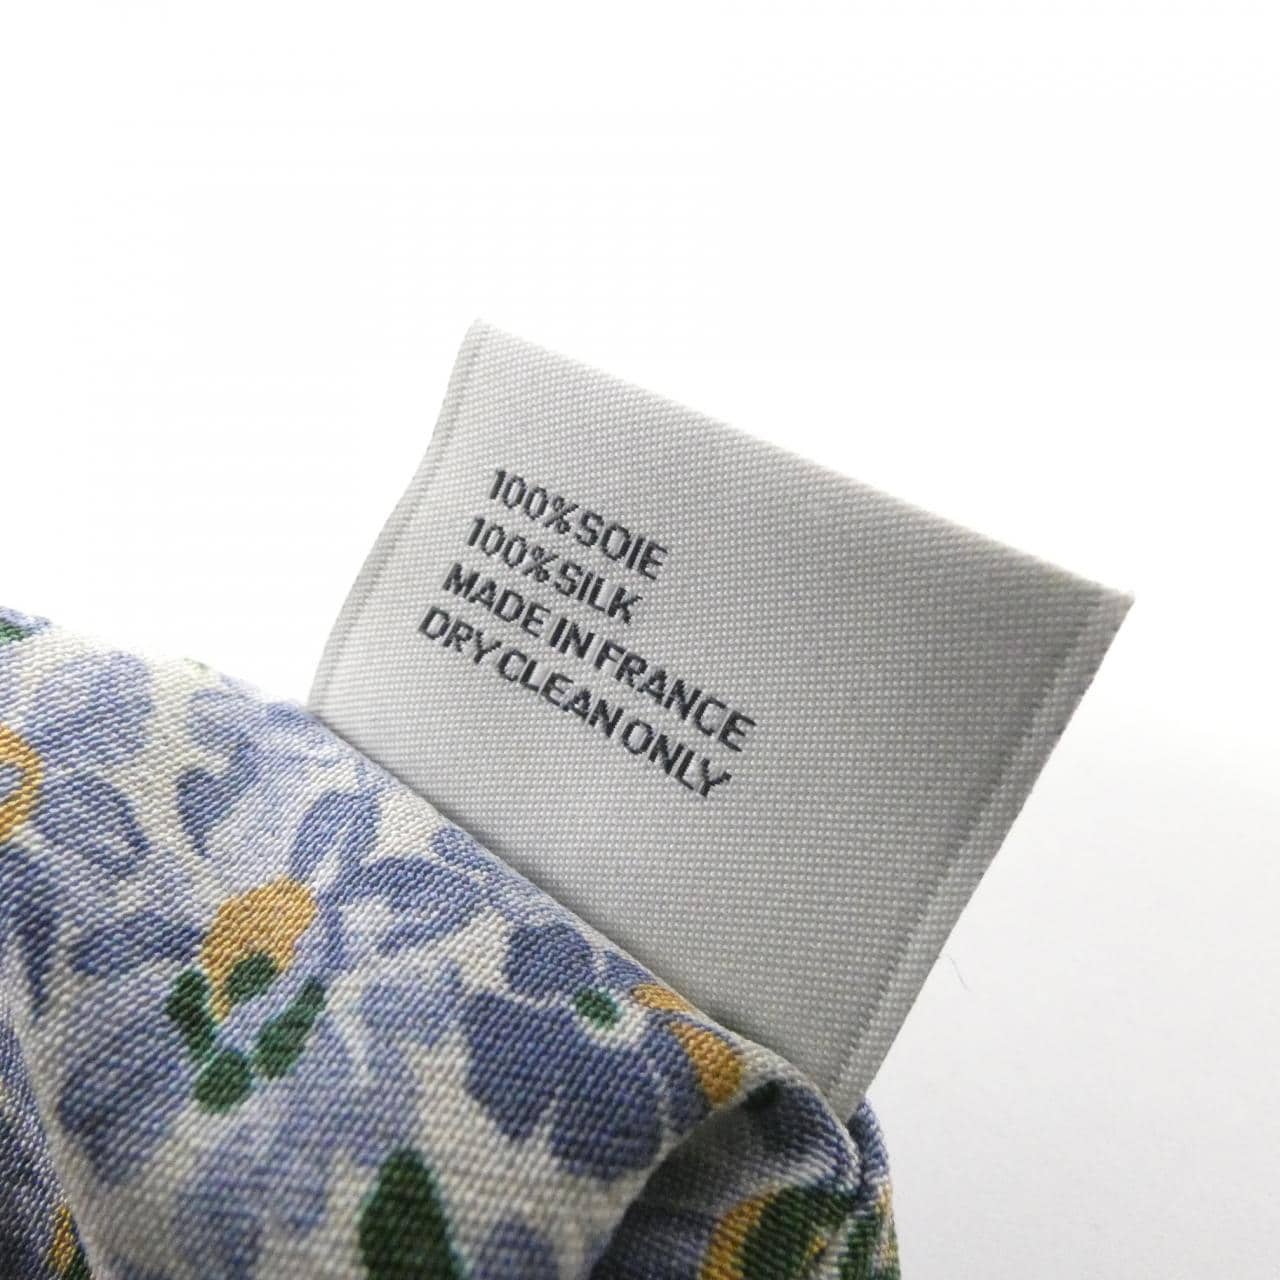 100% SOIE
100% SILK
MADE IN FRANCE
DRY CLEAN ONLY